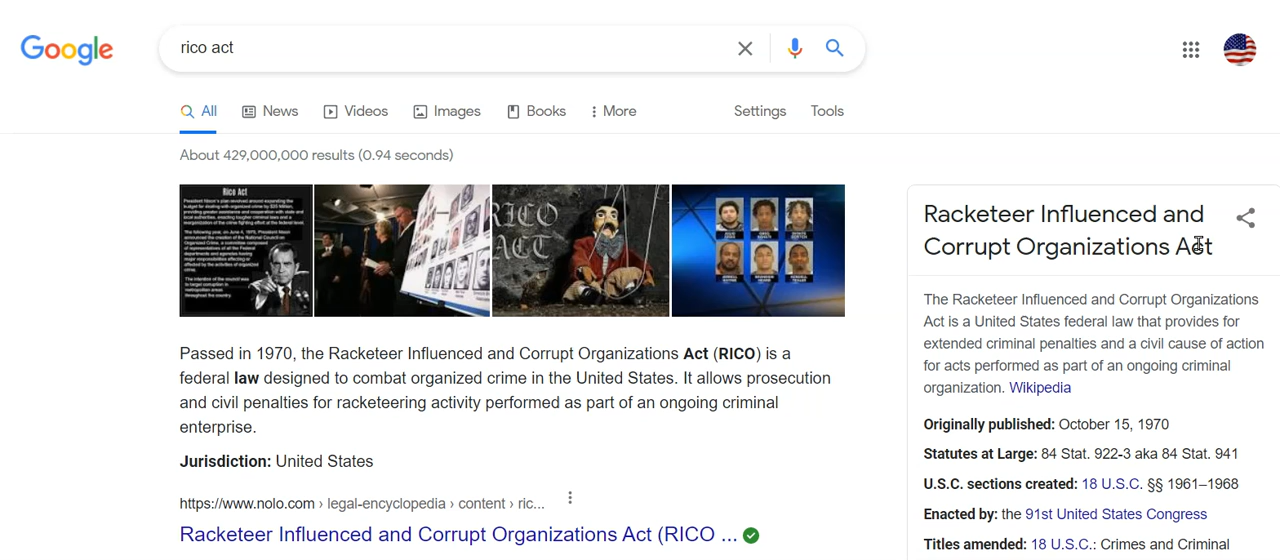 Google
rico act
All
News
Videos
Images
Books
More
Settings
Tools
About 429,000,000 results (0.94 seconds)
Rico Act
RICO
ACT
Passed in 1970, the Racketeer Influenced and Corrupt Organizations Act (RICO) is a
federal law designed to combat organized crime in the United States. It allows prosecution
and civil penalties for racketeering activity performed as part of an ongoing criminal
enterprise.
Jurisdiction: United States
https://www.nolo.com › legal-encyclopedia › content › ric...
Racketeer Influenced and Corrupt Organizations Act (RICO ...
Racketeer Influenced and
Corrupt Organizations Act
The Racketeer Influenced and Corrupt Organizations
Act is a United States federal law that provides for
extended criminal penalties and a civil cause of action
for acts performed as part of an ongoing criminal
organization. Wikipedia
Originally published: October 15, 1970
Statutes at Large: 84 Stat. 922-3 aka 84 Stat. 941
U.S.C. sections created: 18 U.S.C. §§ 1961–1968
Enacted by: the 91st United States Congress
Titles amended: 18 U.S.C.: Crimes and Criminal